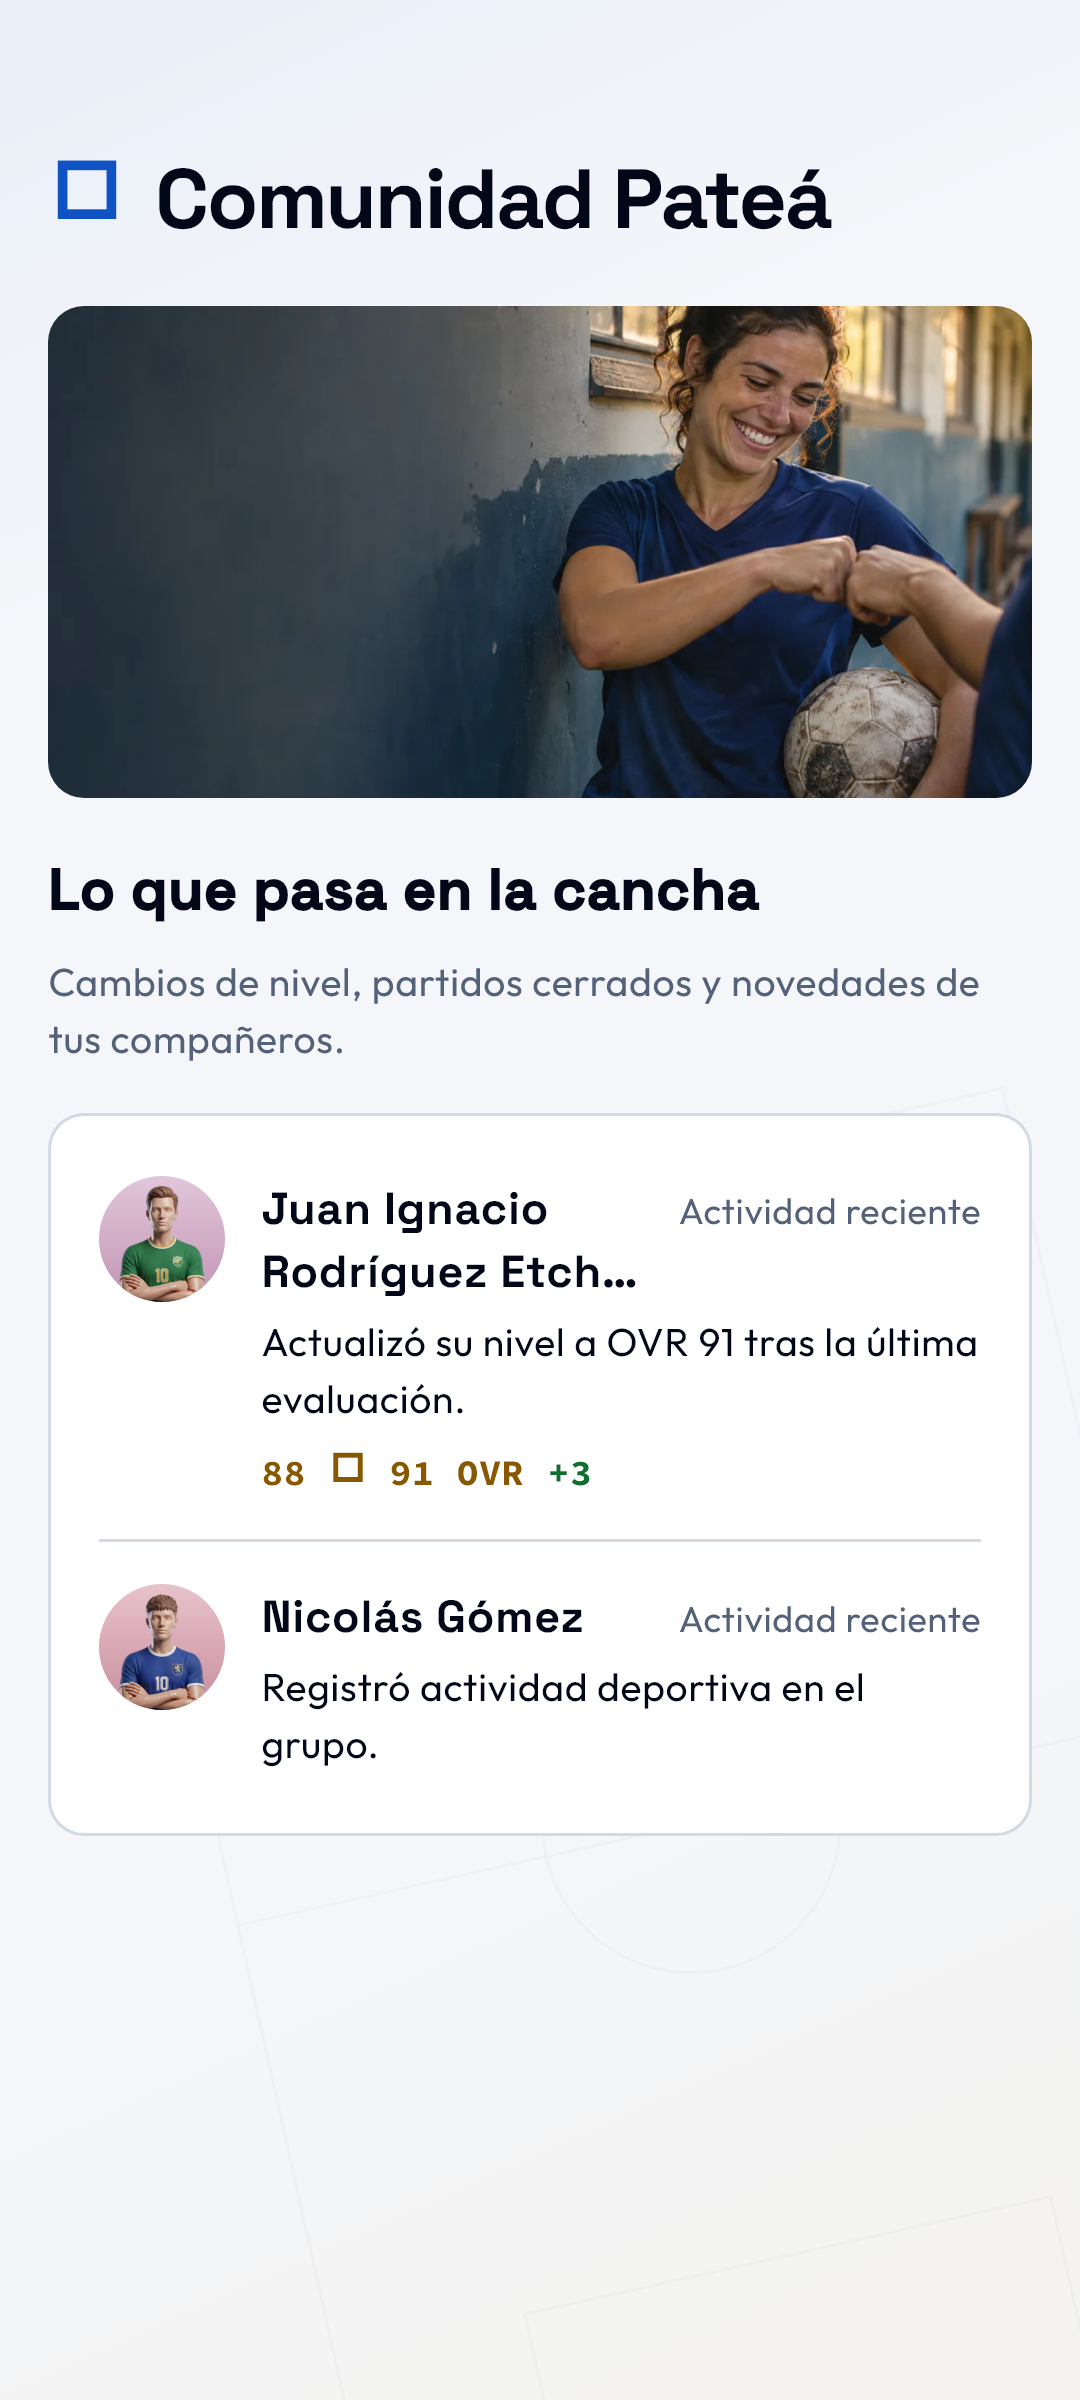 Comunidad Pateá
Lo que pasa en la cancha
Cambios de nivel, partidos cerrados y novedades de
tus compañeros.
Juan Ignacio
Rodríguez Etch...
Actividad reciente
Actualizó su nivel a OVR 91 tras la última
evaluación.
88 □ 91 OVR +3
Nicolás Gómez
Actividad reciente
Registró actividad deportiva en el
grupo.